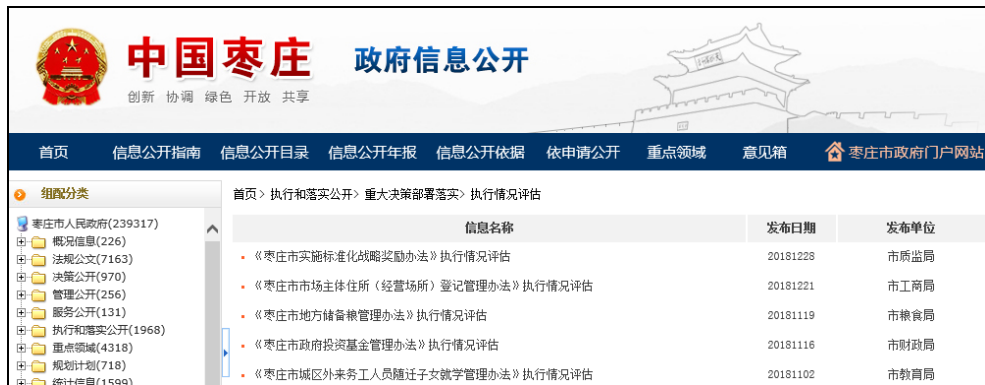 中国枣庄 政府信息公开
创新 协调 绿色 开放 共享
首页 信息公开指南 信息公开目录 信息公开年报 信息公开依据 依申请公开 重点领域 意见箱 枣庄市政府门户网站
组配分类
首页> 执行和落实公开> 重大决策部署落实> 执行情况评估
枣庄市人民政府(239317)
概况信息(226)
法规公文(7163)
决策公开(970)
管理公开(256)
服务公开(131)
执行和落实公开(1968)
重点领域(4318)
规划计划(718)
统计信息(1599)
信息名称 发布日期 发布单位
《枣庄市实施标准化战略奖励办法》执行情况评估 20181228 市质监局
《枣庄市市场主体住所（经营场所）登记管理办法》执行情况评估 20181221 市工商局
《枣庄市地方储备粮管理办法》执行情况评估 20181119 市粮食局
《枣庄市政府投资基金管理办法》执行情况评估 20181116 市财政局
《枣庄市城区外来务工人员随迁子女就学管理办法》执行情况评估 20181102 市教育局